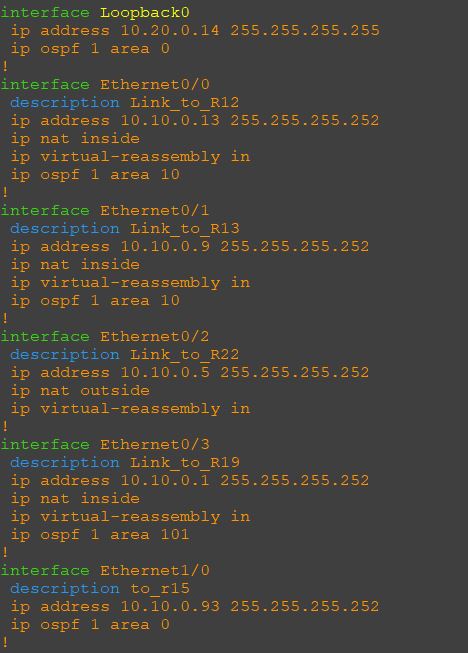 interface Loopback0
 ip address 10.20.0.14 255.255.255.255
 ip ospf 1 area 0
!
interface Ethernet0/0
 description Link_to_R12
 ip address 10.10.0.13 255.255.255.252
 ip nat inside
 ip virtual-reassembly in
 ip ospf 1 area 10
!
interface Ethernet0/1
 description Link_to_R13
 ip address 10.10.0.9 255.255.255.252
 ip nat inside
 ip virtual-reassembly in
 ip ospf 1 area 10
!
interface Ethernet0/2
 description Link_to_R22
 ip address 10.10.0.5 255.255.255.252
 ip nat outside
 ip virtual-reassembly in
!
interface Ethernet0/3
 description Link_to_R19
 ip address 10.10.0.1 255.255.255.252
 ip nat inside
 ip virtual-reassembly in
 ip ospf 1 area 101
!
interface Ethernet1/0
 description to_r15
 ip address 10.10.0.93 255.255.255.252
 ip ospf 1 area 0
!